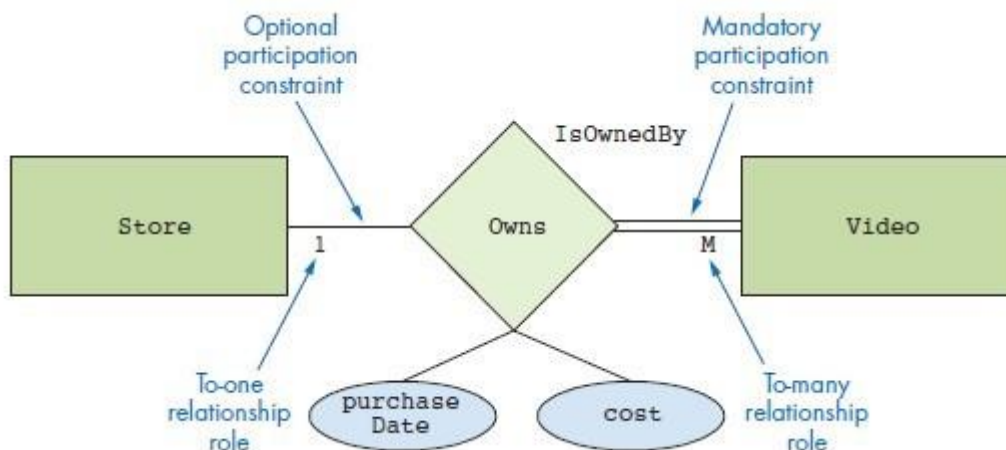 Optional
participation
constraint
Mandatory
participation
constraint
IsOwnedBy
Store
Owns
Video
1
M
To-one
relationship
role
purchase
Date
cost
To-many
relationship
role